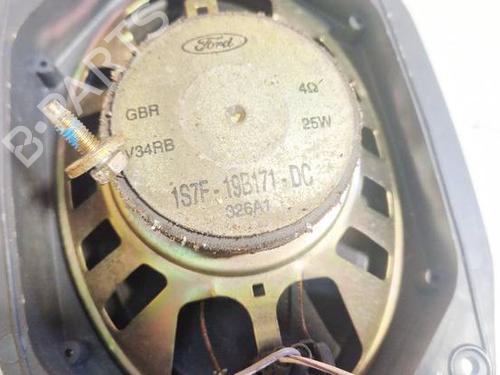 Ford
GBR
4Ω
V34RB
25W
1S7F-19B171-DC
326A1
B-PARTS